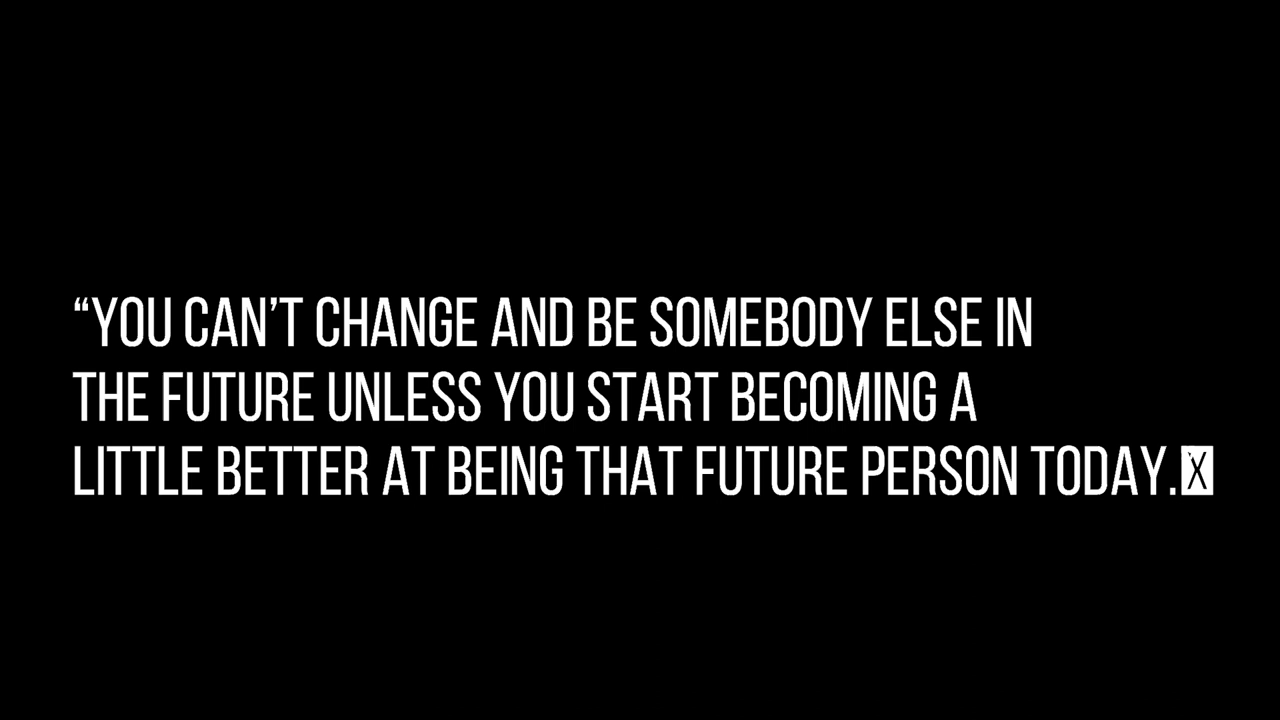 “YOU CAN’T CHANGE AND BE SOMEBODY ELSE IN
THE FUTURE UNLESS YOU START BECOMING A
LITTLE BETTER AT BEING THAT FUTURE PERSON TODAY.